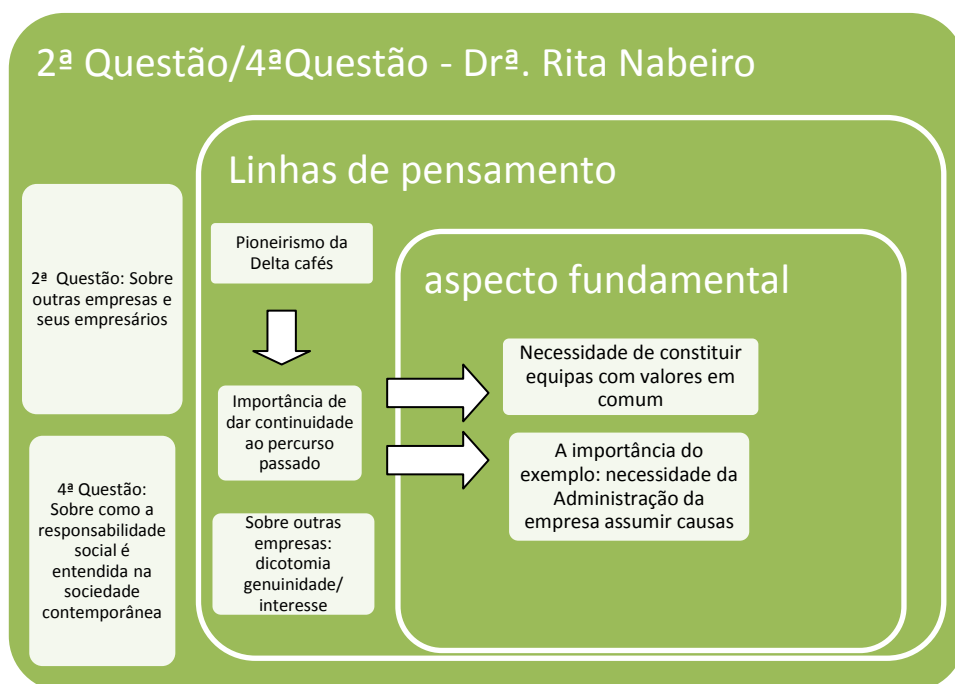 2ª Questão/4ªQuestão - Drª. Rita Nabeiro
2ª Questão: Sobre
outras empresas e
seus empresários
4ª Questão:
Sobre como a
responsabilidade
social é
entendida na
sociedade
contemporânea
Linhas de pensamento
Pioneirismo da
Delta cafés
Importância de
dar continuidade
ao percurso
passado
Sobre outras
empresas:
dicotomia
genuinidade/
interesse
aspecto fundamental
Necessidade de constituir
equipas com valores em
comum
A importância do
exemplo: necessidade da
Administração da
empresa assumir causas